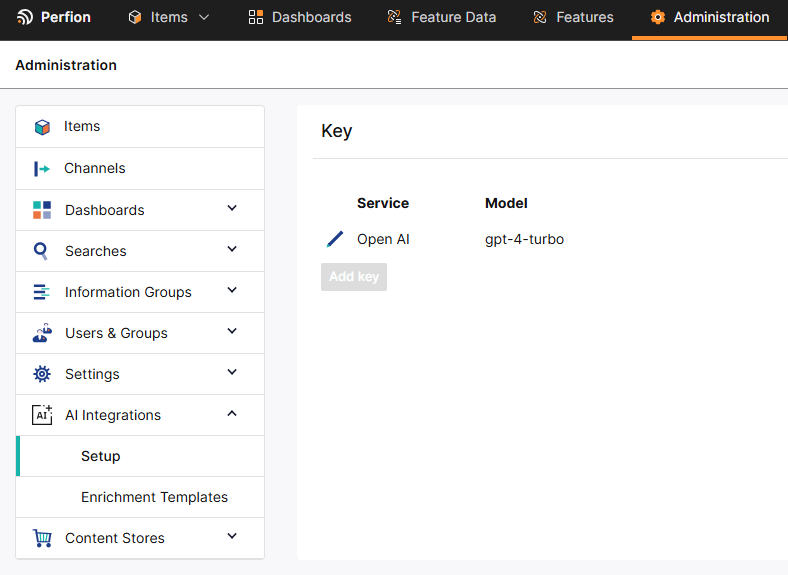 Perfion Items Dashboards Feature Data Features Administration
Administration
Items
Channels
Dashboards
Searches
Information Groups
Users & Groups
Settings
AI AI Integrations
Setup
Enrichment Templates
Content Stores
Key
Service Model
Open AI gpt-4-turbo
Add key